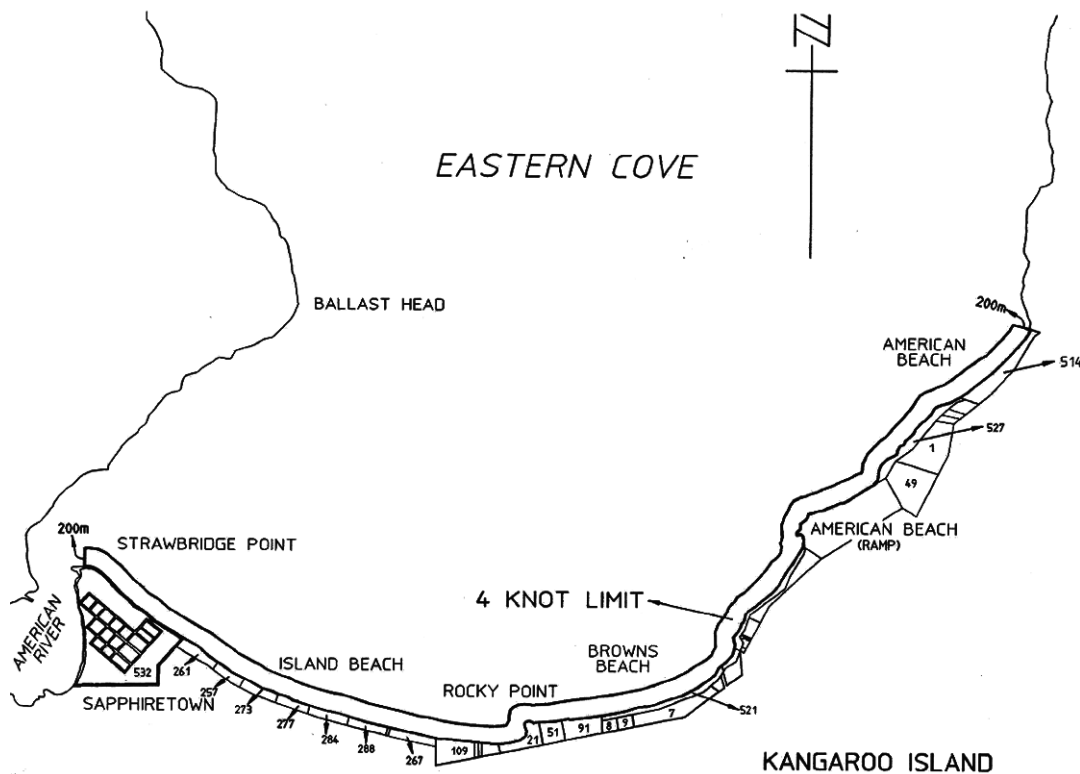 N
EASTERN COVE
BALLAST HEAD
200m
AMERICAN
BEACH
514
527
1
49
AMERICAN BEACH
(RAMP)
200m
STRAWBRIDGE POINT
4 KNOT LIMIT
AMERICAN
RIVER
BROWNS
BEACH
ISLAND BEACH
532
261
SAPPHIRETOWN
257
273
277
284
288
267
ROCKY POINT
109
21
51
91
8
9
7
521
KANGAROO ISLAND